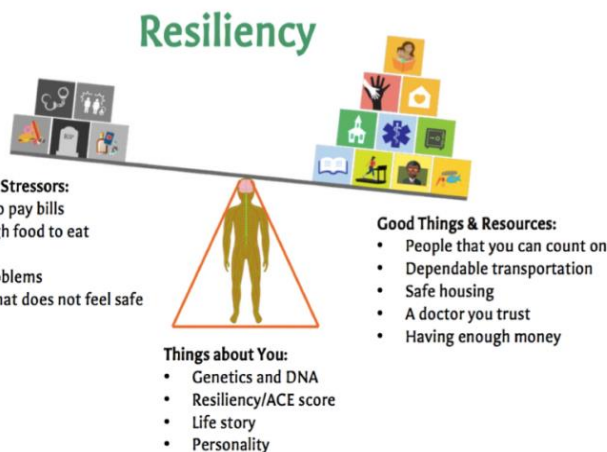 Resiliency
RIP
Stressors:
pay bills
food to eat
that does not feel safe
Things about You:
• Genetics and DNA
• Resiliency/ACE score
• Life story
• Personality
Good Things & Resources:
• People that you can count on
• Dependable transportation
• Safe housing
• A doctor you trust
• Having enough money